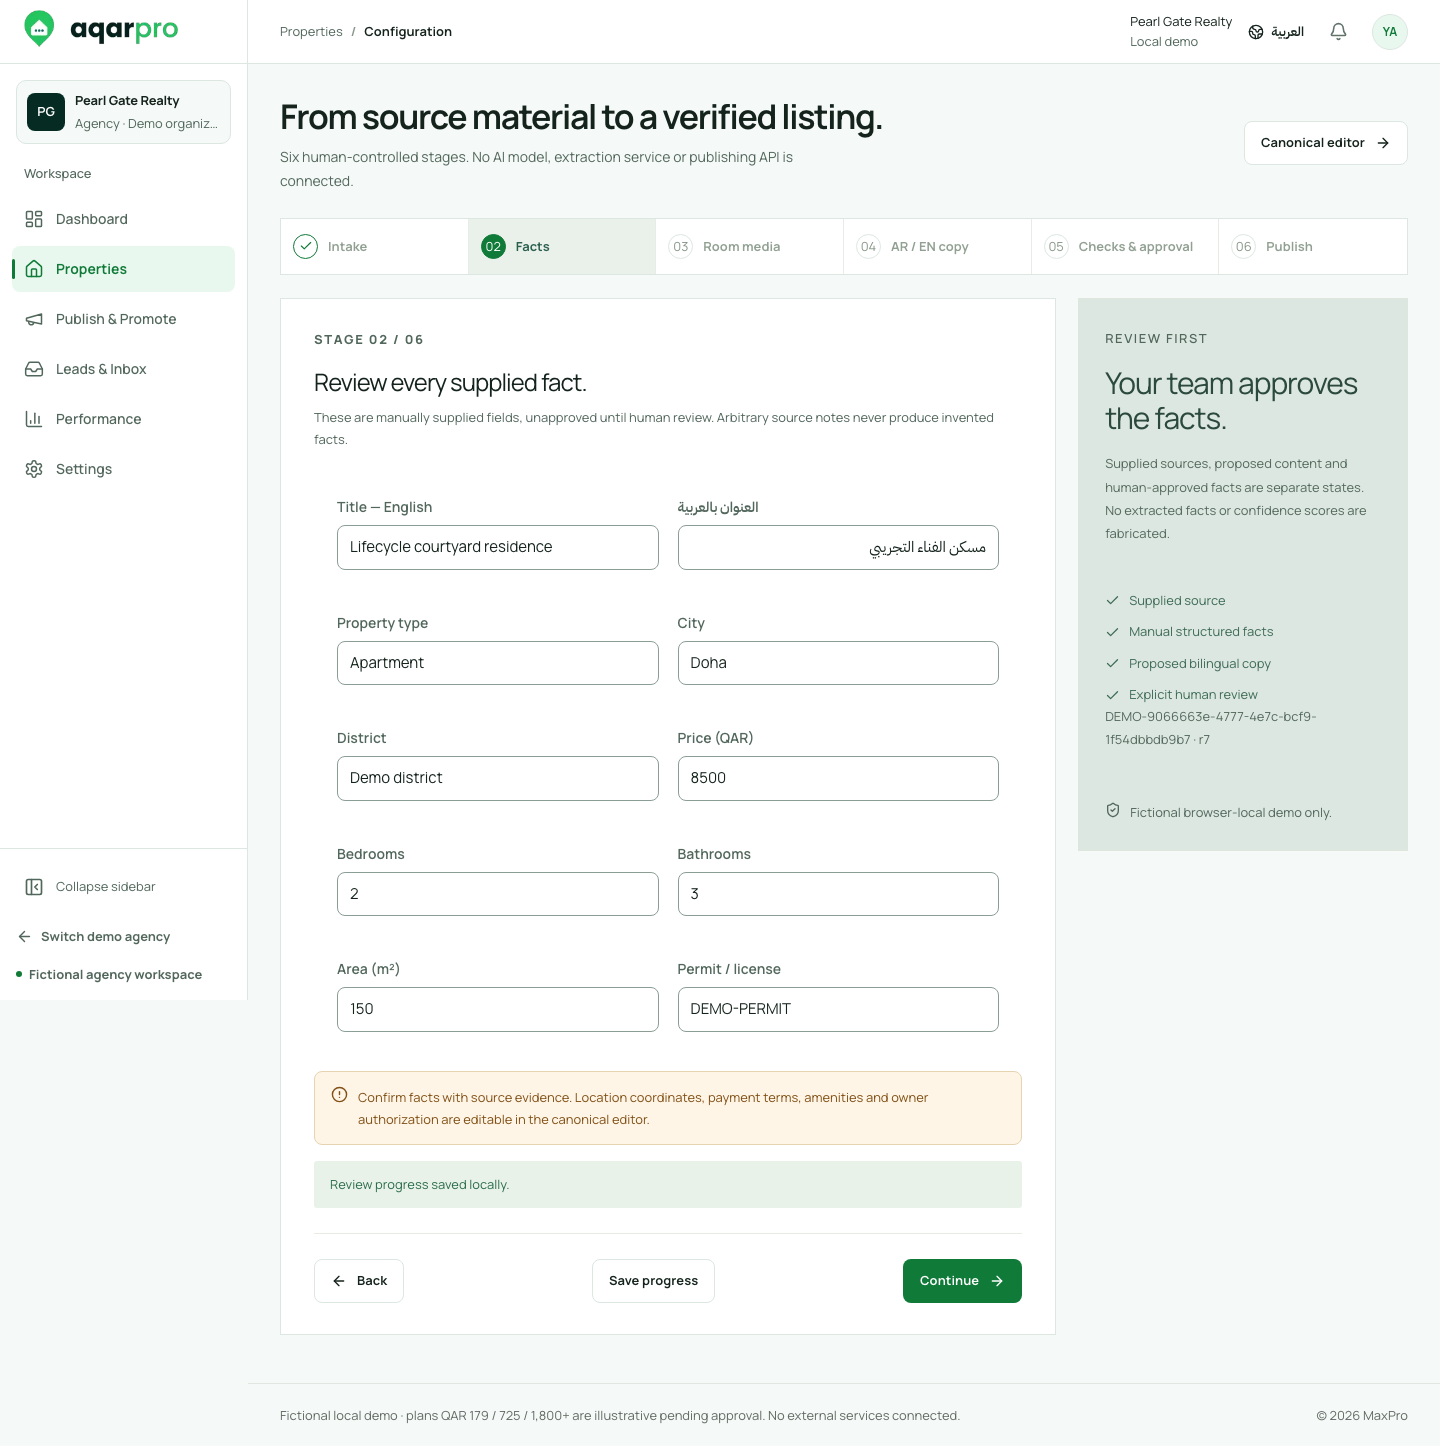 aqarpro
Properties / Configuration
Pearl Gate Realty
Local demo
العربية
YA
PG
Pearl Gate Realty
Agency · Demo organiz...
Workspace
Dashboard
Properties
Publish & Promote
Leads & Inbox
Performance
Settings
Collapse sidebar
Switch demo agency
Fictional agency workspace
From source material to a verified listing.
Six human-controlled stages. No AI model, extraction service or publishing API is
connected.
Canonical editor
Intake
02 Facts
03 Room media
04 AR / EN copy
05 Checks & approval
06 Publish
STAGE 02 / 06
Review every supplied fact.
These are manually supplied fields, unapproved until human review. Arbitrary source notes never produce invented
facts.
Title — English
Lifecycle courtyard residence
العنوان بالعربية
مسكن الفناء التجريبي
Property type
Apartment
City
Doha
District
Demo district
Price (QAR)
8500
Bedrooms
2
Bathrooms
3
Area (m²)
150
Permit / license
DEMO-PERMIT
Confirm facts with source evidence. Location coordinates, payment terms, amenities and owner
authorization are editable in the canonical editor.
Review progress saved locally.
Back
Save progress
Continue
REVIEW FIRST
Your team approves
the facts.
Supplied sources, proposed content and
human-approved facts are separate states.
No extracted facts or confidence scores are
fabricated.
Supplied source
Manual structured facts
Proposed bilingual copy
Explicit human review
DEMO-9066663e-4777-4e7c-bcf9-
1f54dbbdb9b7 · r7
Fictional browser-local demo only.
Fictional local demo · plans QAR 179 / 725 / 1,800+ are illustrative pending approval. No external services connected.
© 2026 MaxPro